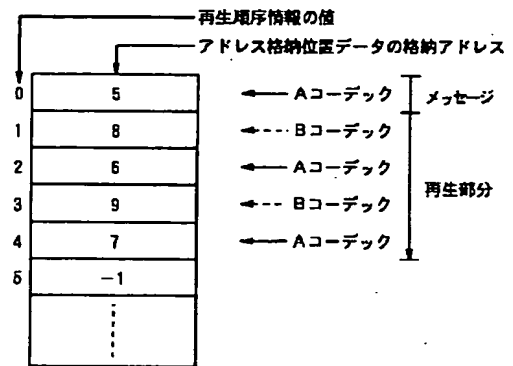 再生順序情報の値
アドレス格納位置データの格納アドレス
0 5 Aコーデック メッセージ
1 8 Bコーデック
2 6 Aコーデック 再生部分
3 9 Bコーデック
4 7 Aコーデック
5 -1